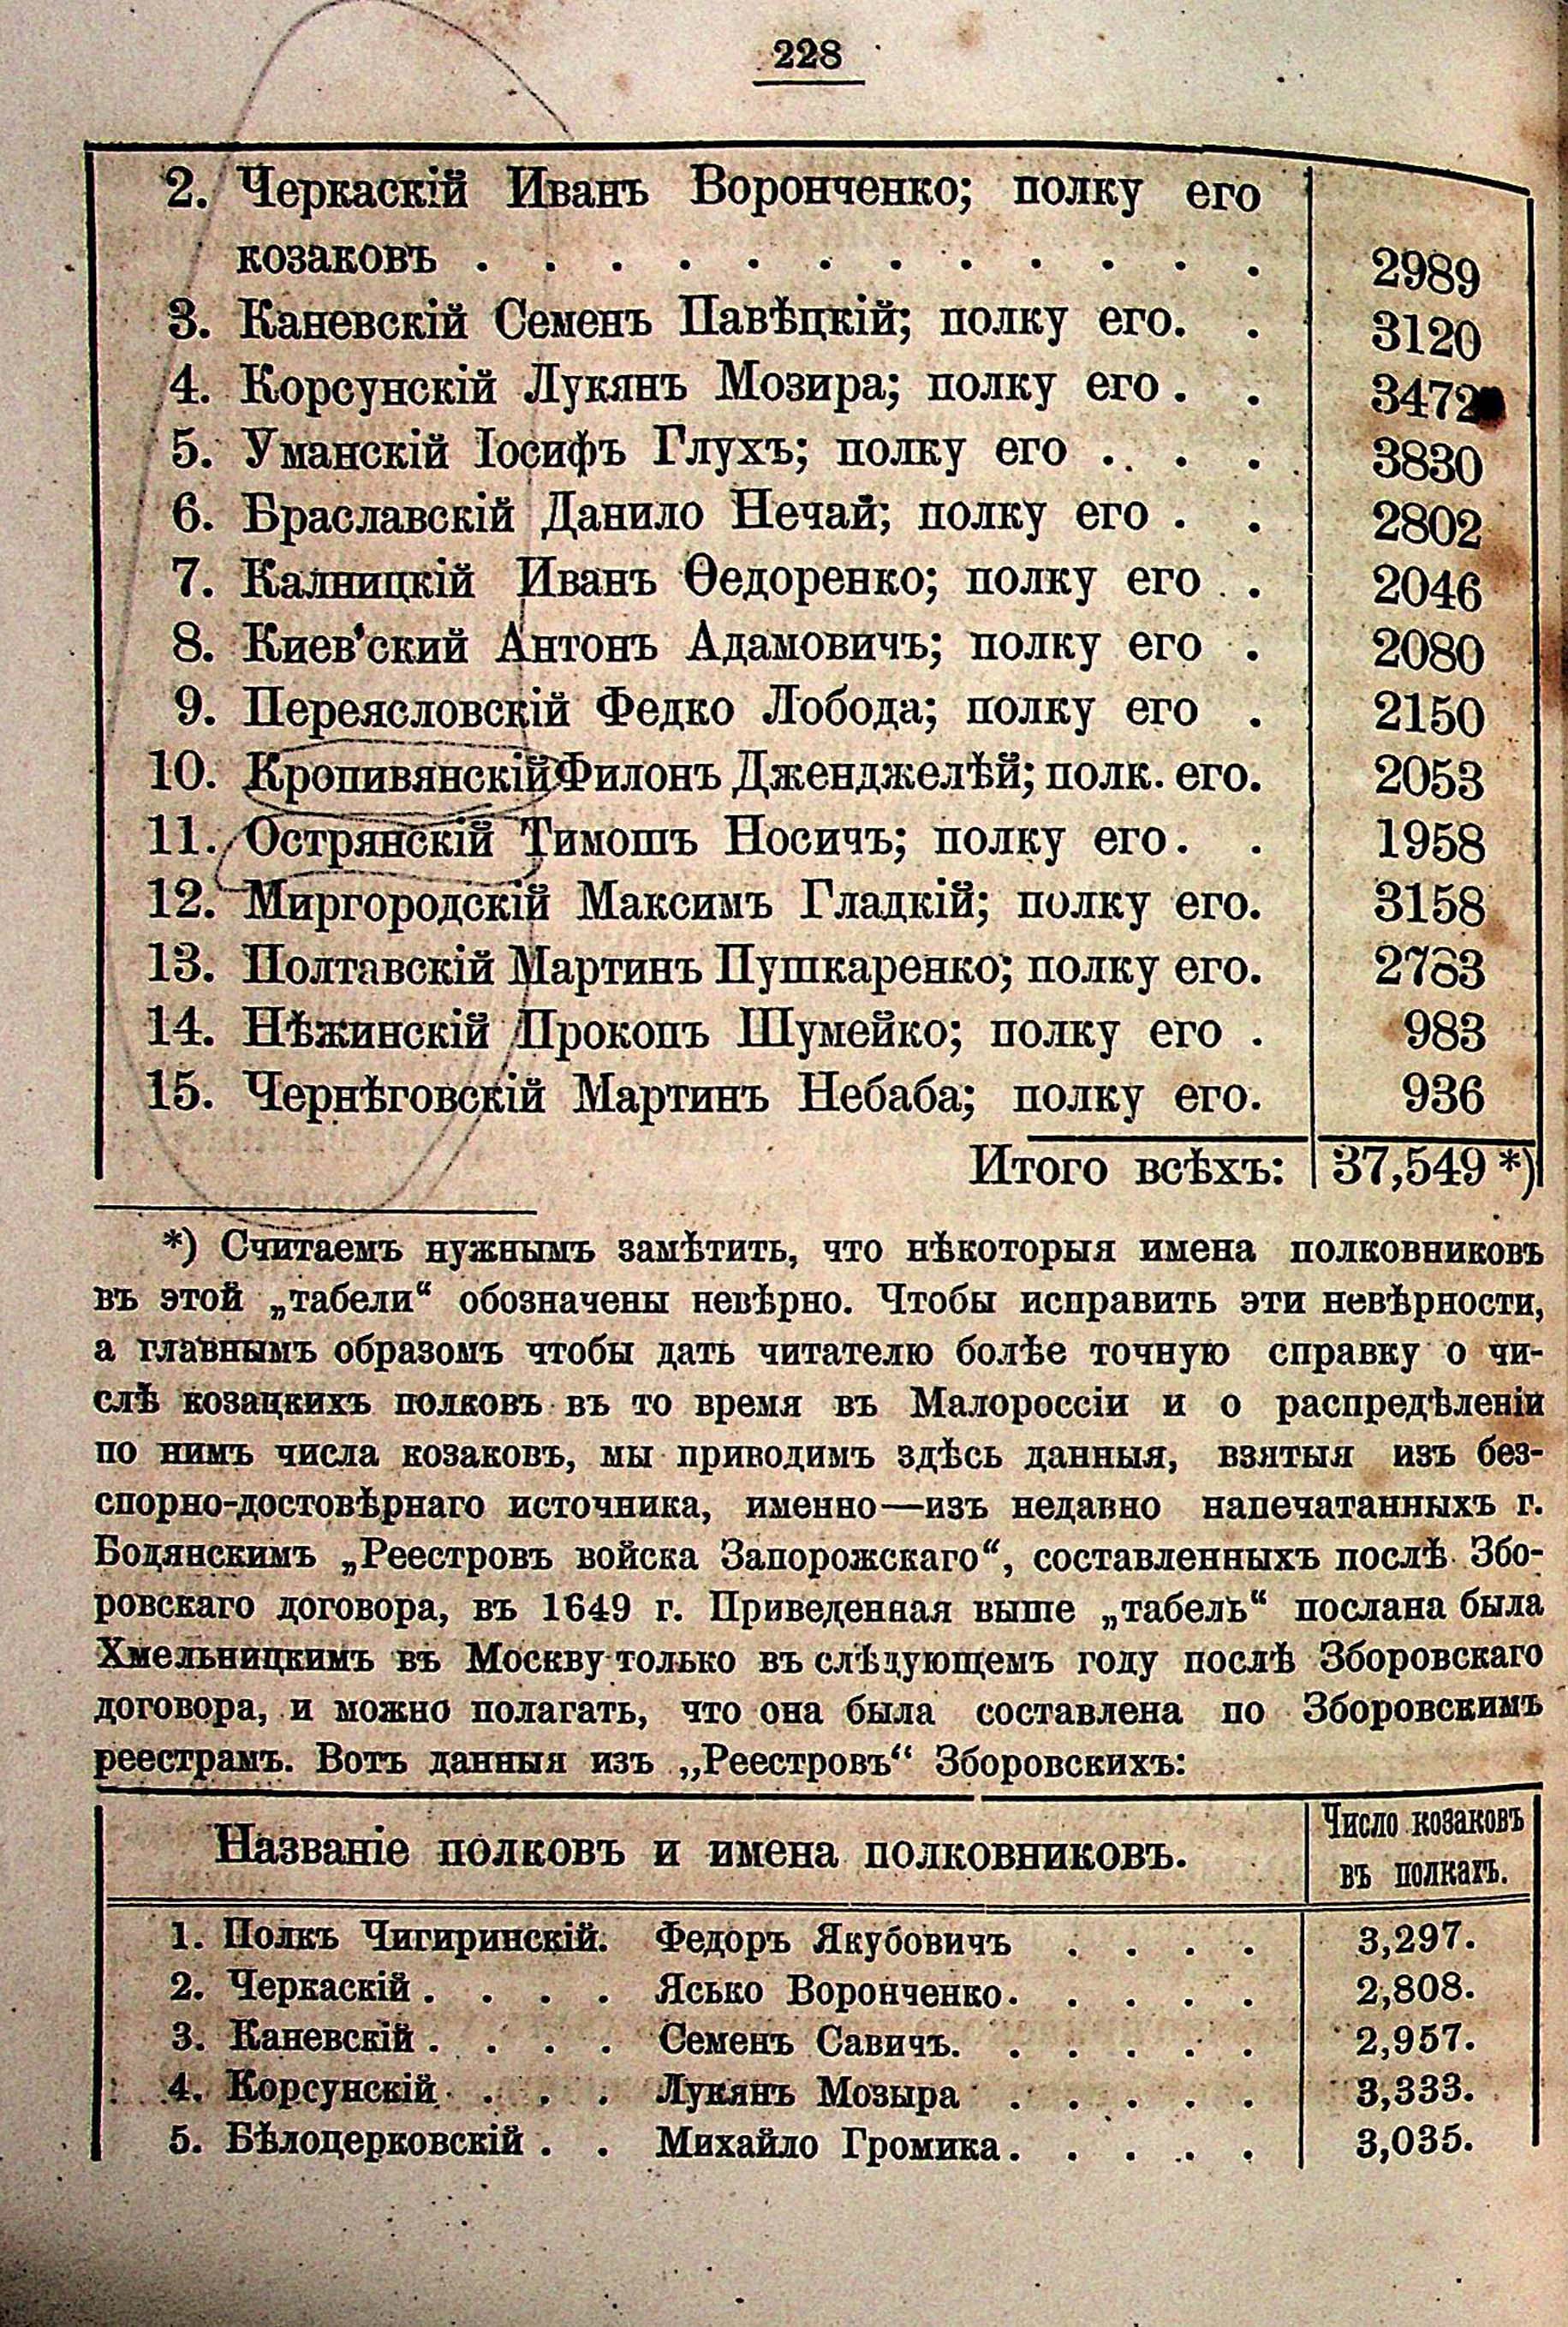 228
2. Черкаскій Иванъ Воронченко; полку его
козаковъ . . . . . . . . . . . . 2989
3. Каневскій Семенъ Павѣцкій; полку его. . 3120
4. Корсунскій Лукянъ Мозира; полку его . . 3472
5. Уманскій Іосифъ Глухъ; полку его . . . . 3830
6. Браславскій Данило Нечай; полку его . . 2802
7. Калницкій Иванъ Ѳедоренко; полку его . . 2046
8. Киев'ский Антонъ Адамовичъ; полку его . 2080
9. Переясловскій Федко Лобода; полку его . 2150
10. Кропивянскій Филонъ Дженджелѣй; полк. его. 2053
11. Острянскій Тимошъ Носичъ; полку его. . 1958
12. Миргородскій Максимъ Гладкій; полку его. 3158
13. Полтавскій Мартинъ Пушкаренко; полку его. 2783
14. Нѣжинскій Прокопъ Шумейко; полку его . 983
15. Чернѣговскій Мартинъ Небаба; полку его. 936
Итого всѣхъ: 37,549 *)
*) Считаемъ нужнымъ замѣтить, что нѣкоторыя имена полковниковъ
въ этой „табели“ обозначены невѣрно. Чтобы исправить эти невѣрности,
а главнымъ образомъ чтобы дать читателю болѣе точную справку о чи-
слѣ козацкихъ полковъ въ то время въ Малороссіи и о распредѣленіи
по нимъ числа козаковъ, мы приводимъ здѣсь данныя, взятыя изъ без-
спорно-достовѣрнаго источника, именно—изъ недавно напечатанныхъ г.
Бодянскимъ „Реестровъ войска Запорожскаго“, составленныхъ послѣ Збо-
ровскаго договора, въ 1649 г. Приведенная выше „табель“ послана была
Хмельницкимъ въ Москву только въ слѣдующемъ году послѣ Зборовскаго
договора, и можно полагать, что она была составлена по Зборовскимъ
реестрамъ. Вотъ данныя изъ „Реестровъ“ Зборовскихъ:
Названіе полковъ и имена полковниковъ. Число козаковъ
въ полкахъ.
1. Полкъ Чигиринскій. Федоръ Якубовичъ . . . . 3,297.
2. Черкаскій . . . . Ясько Воронченко. . . . . 2,808.
3. Каневскій . . . . Семенъ Савичъ. . . . . . 2,957.
4. Корсунскій . . . Лукянъ Мозыра . . . . . 3,333.
5. Бѣлоцерковскій . . Михайло Громика. . . . . 3,035.